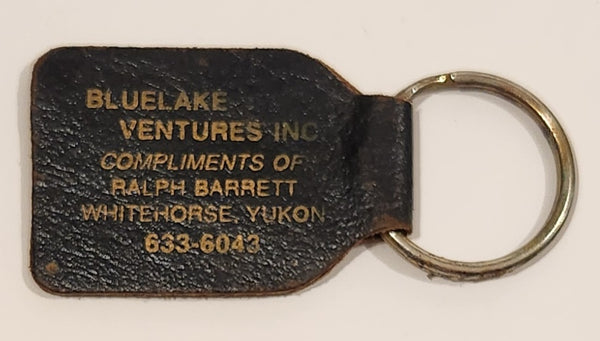 BLUELAKE
VENTURES INC
COMPLIMENTS OF
RALPH BARRETT
WHITEHORSE, YUKON
633-6043